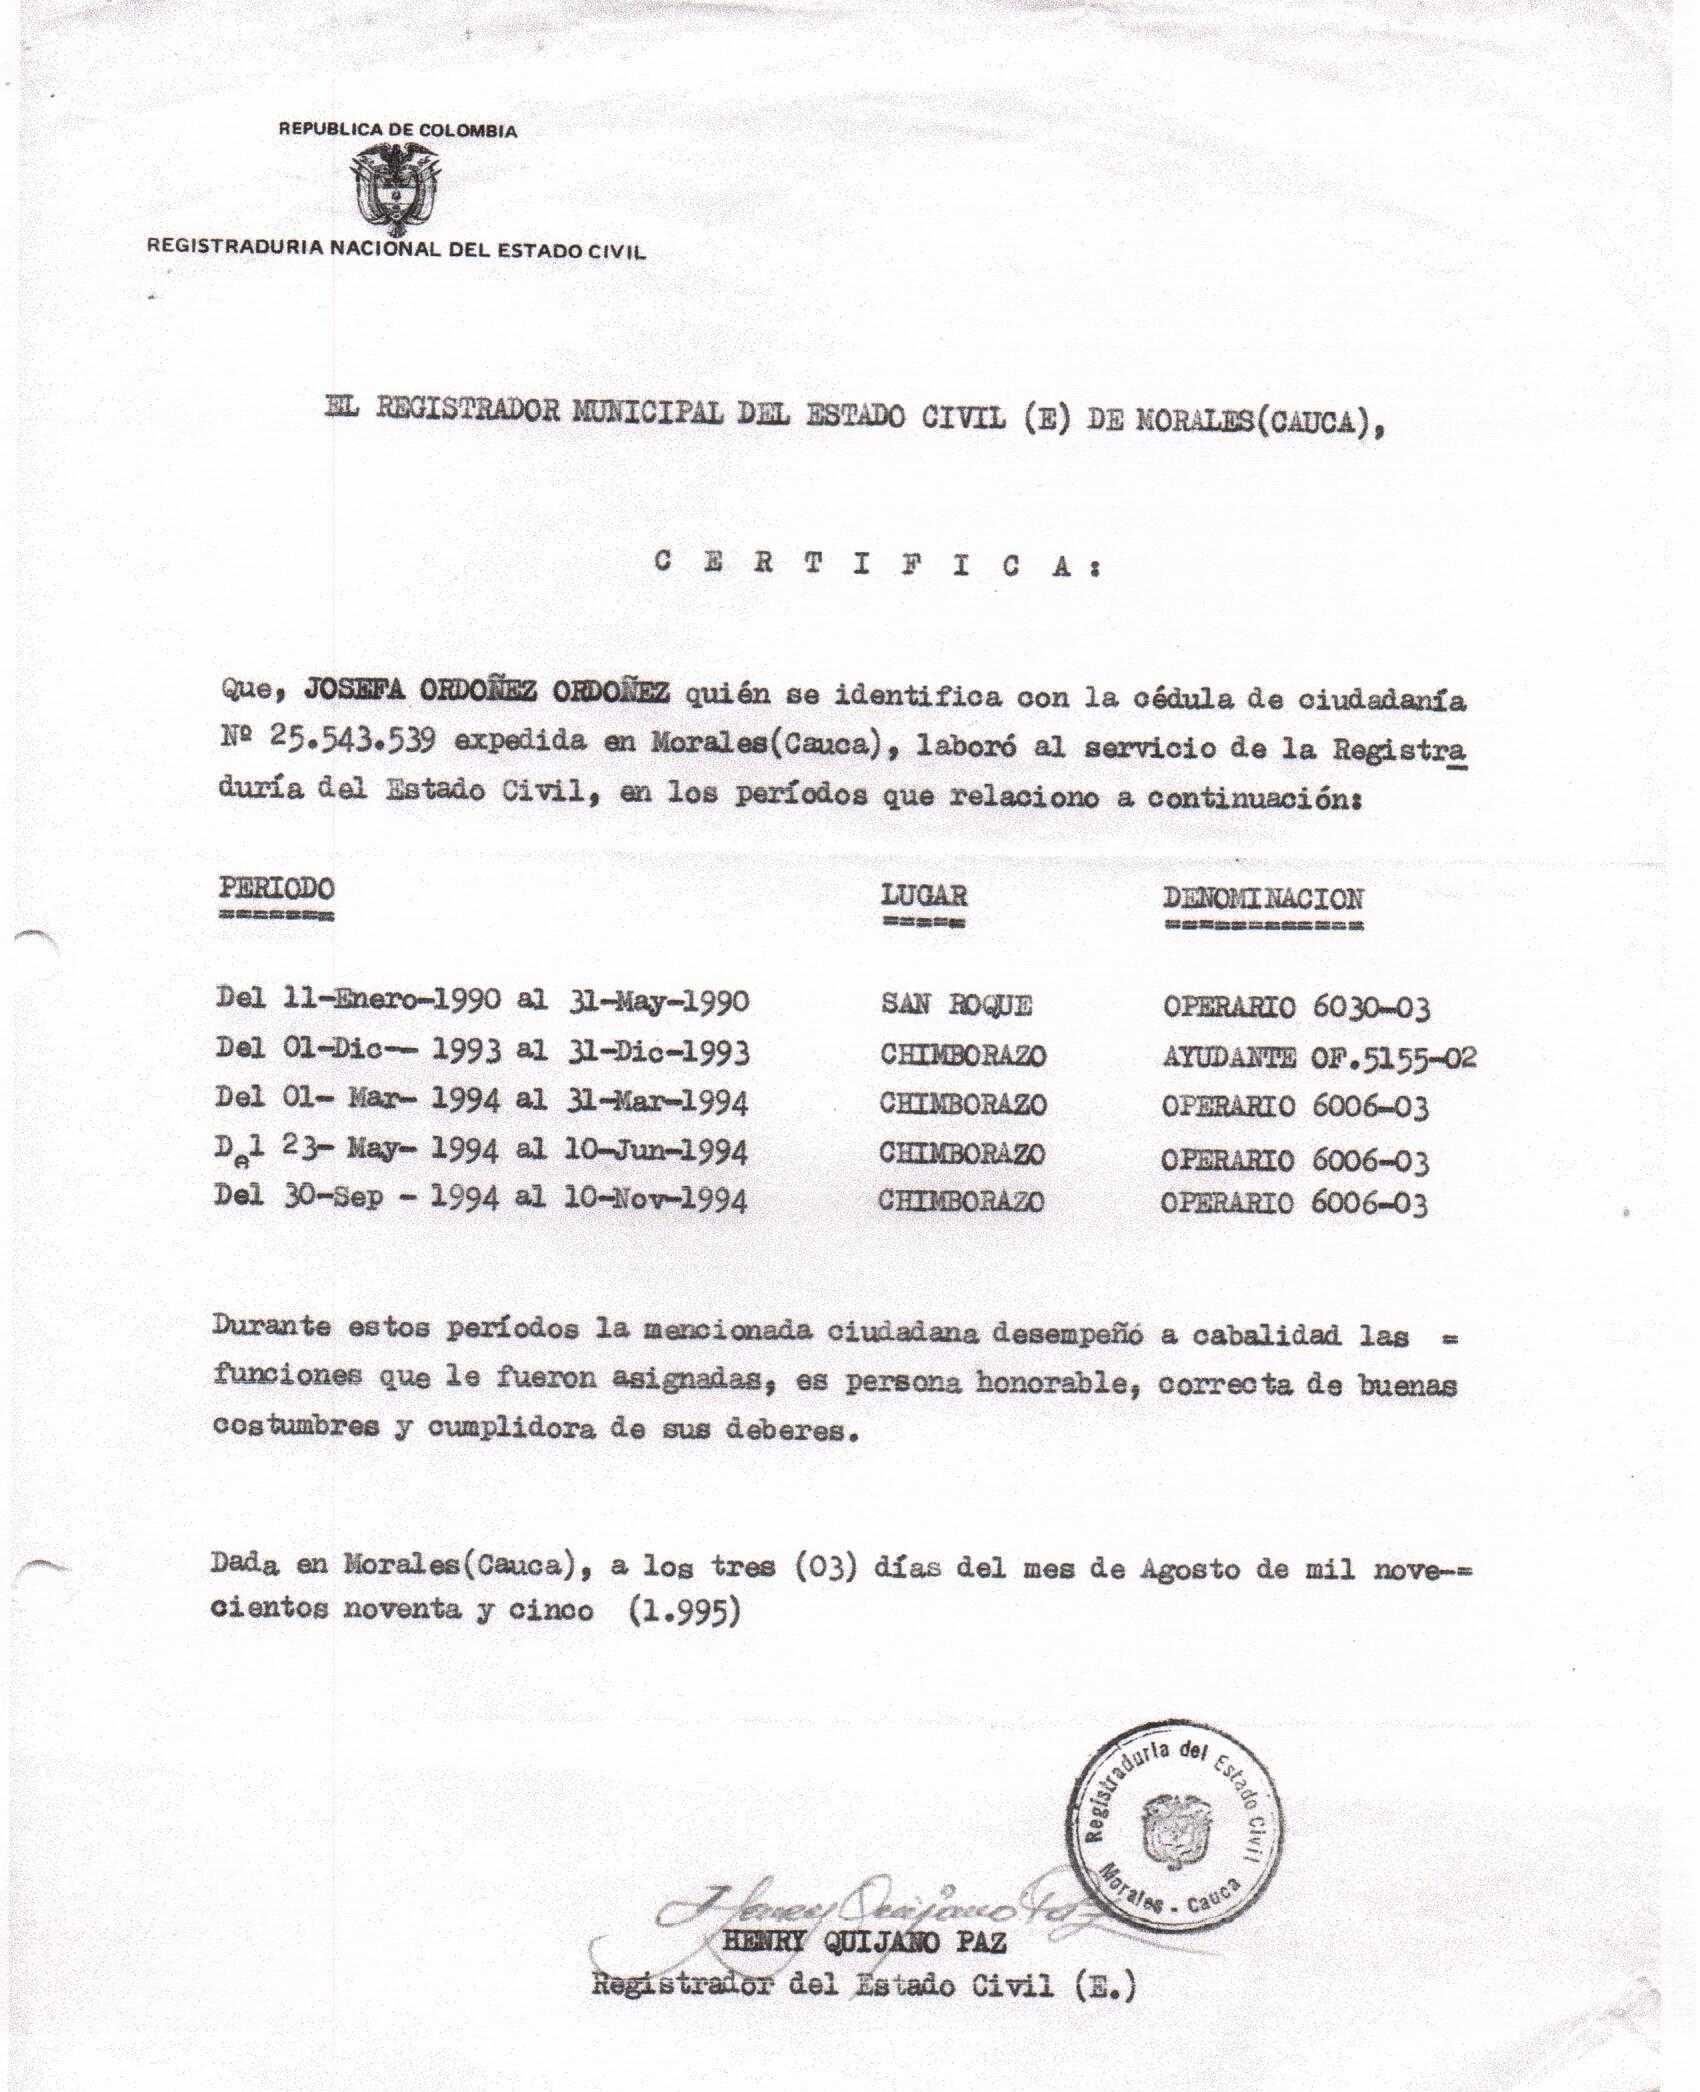 REPUBLICA DE COLOMBIA
REGISTRADURIA NACIONAL DEL ESTADO CIVIL
EL REGISTRADOR MUNICIPAL DEL ESTADO CIVIL (E) DE MORALES(CAUCA),
C E R T I F I C A :
Que, JOSEFA ORDOÑEZ ORDOÑEZ quién se identifica con la cédula de ciudadanía
Nº 25.543.539 expedida en Morales(Cauca), laboró al servicio de la Registra
duría del Estado Civil, en los períodos que relaciono a continuación:
PERIODO LUGAR DENOMINACION
======= ===== ============
Del 11-Enero-1990 al 31-May-1990 SAN ROQUE OPERARIO 6030-03
Del 01-Dic-- 1993 al 31-Dic-1993 CHIMBORAZO AYUDANTE OF.5155-02
Del 01- Mar- 1994 al 31-Mar-1994 CHIMBORAZO OPERARIO 6006-03
Del 23- May- 1994 al 10-Jun-1994 CHIMBORAZO OPERARIO 6006-03
Del 30-Sep - 1994 al 10-Nov-1994 CHIMBORAZO OPERARIO 6006-03
Durante estos períodos la mencionada ciudadana desempeñó a cabalidad las =
funciones que le fueron asignadas, es persona honorable, correcta de buenas
costumbres y cumplidora de sus deberes.
Dada en Morales(Cauca), a los tres (03) días del mes de Agosto de mil nove-=
cientos noventa y cinco (1.995)
Registraduria del Estado Civil
Morales - Cauca
Henry Quijano Paz
HENRY QUIJANO PAZ
Registrador del Estado Civil (E.)